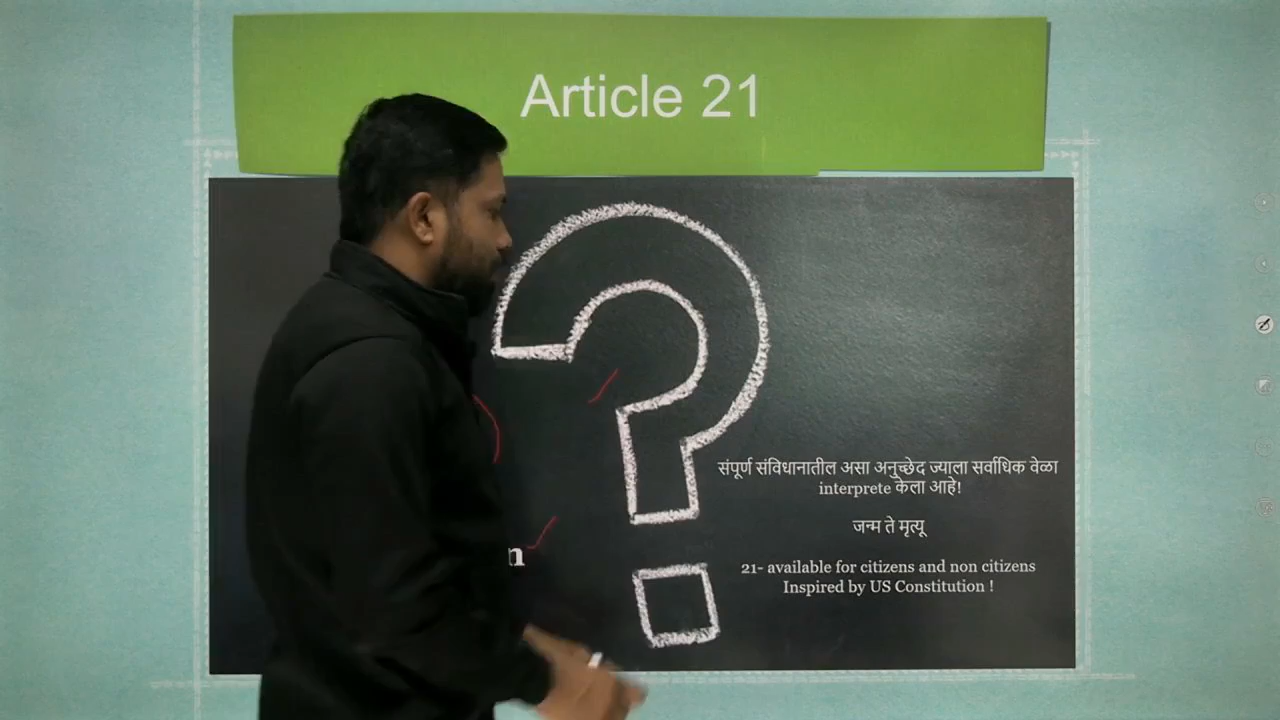 Article 21
संपूर्ण संविधानातील असा अनुच्छेद ज्याला सर्वाधिक वेळा
interprete केला आहे!
जन्म ते मृत्यू
21- available for citizens and non citizens
Inspired by US Constitution !